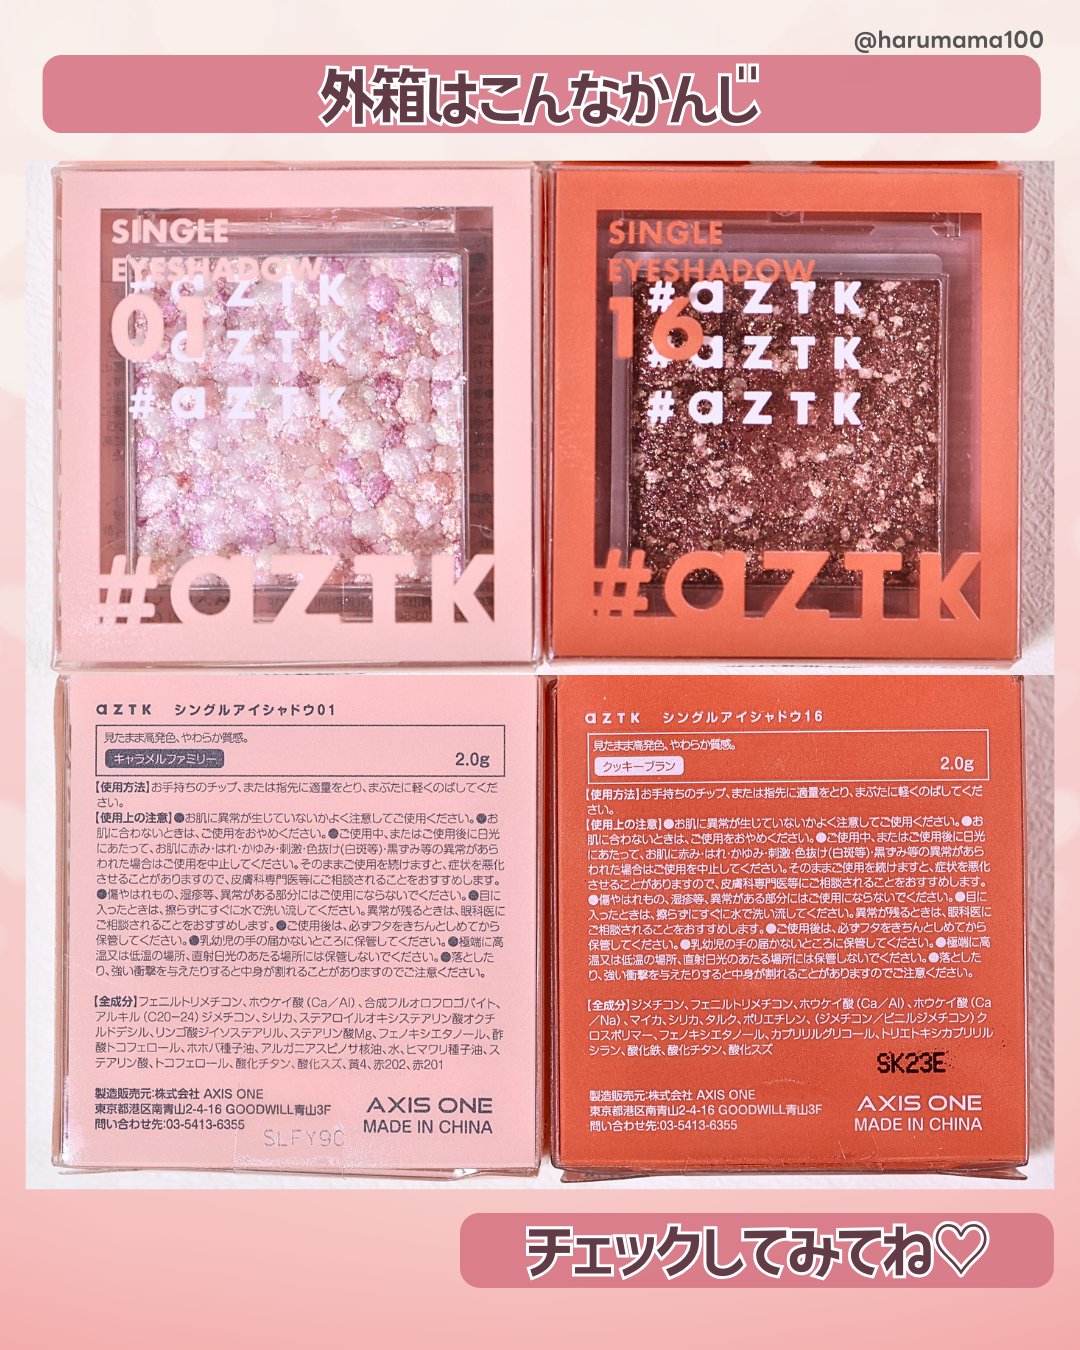 @harumama100
外箱はこんなかんじ
SINGLE
EYESHADOW
01
#aZTK
#aZTK
#aZTK
#aZTK
SINGLE
EYESHADOW
16
#aZTK
#aZTK
#aZTK
#aZTK
aZTK シングルアイシャドウ01
見たまま高発色、やわらか質感。
キャラメルファミリー
2.0g
【使用方法】お手持ちのチップ、または指先に適量をとり、まぶたに軽くのばしてくだ
さい。
【使用上の注意】●お肌に異常が生じていないかよく注意してご使用ください。●お
肌に合わないときは、ご使用をおやめください。●ご使用中、またはご使用後に日光
にあたって、お肌に赤み・はれ・かゆみ・刺激・色抜け(白斑等)・黒ずみ等の異常があら
われた場合はご使用を中止してください。そのままご使用を続けますと、症状を悪化
させることがありますので、皮膚科専門医等にご相談されることをおすすめします。
●傷やはれもの、湿疹等、異常がある部分にはご使用にならないでください。●目に
入ったときは、擦らずにすぐに水で洗い流してください。異常が残るときは、眼科医に
ご相談されることをおすすめします。●ご使用後は、必ずフタをきちんとしめてから
保管してください。●乳幼児の手の届かないところに保管してください。●極端に高
温又は低温の場所、直射日光のあたる場所には保管しないでください。●落とした
り、強い衝撃を与えたりすると中身が割れることがありますのでご注意ください。
【全成分】フェニルトリメチコン、ホウケイ酸(Ca/Al)、合成フルオロフロゴパイト、
アルキル(C20-24)ジメチコン、シリカ、ステアロイルオキシステアリン酸オクチ
ルドデシル、リンゴ酸ジイソステアリル、ステアリン酸Mg、フェノキシエタノール、酢
酸トコフェロール、ホホバ種子油、アルガニアスピノサ核油、水、ヒマワリ種子油、ス
テアリン酸、トコフェロール、酸化チタン、酸化スズ、黄4、赤202、赤201
製造販売元:株式会社 AXIS ONE
東京都港区南青山2-4-16 GOODWILL青山3F
問い合わせ先:03-5413-6355
AXIS ONE
MADE IN CHINA
aZTK シングルアイシャドウ16
見たまま高発色、やわらか質感。
クッキーブラン
2.0g
【使用方法】お手持ちのチップ、または指先に適量をとり、まぶたに軽くのばしてくだ
さい。
【使用上の注意】●お肌に異常が生じていないかよく注意してご使用ください。●お
肌に合わないときは、ご使用をおやめください。●ご使用中、またはご使用後に日光
にあたって、お肌に赤み・はれ・かゆみ・刺激・色抜け(白斑等)・黒ずみ等の異常があら
われた場合はご使用を中止してください。そのままご使用を続けますと、症状を悪化
させることがありますので、皮膚科専門医等にご相談されることをおすすめします。
●傷やはれもの、湿疹等、異常がある部分にはご使用にならないでください。●目に
入ったときは、擦らずにすぐに水で洗い流してください。異常が残るときは、眼科医に
ご相談されることをおすすめします。●ご使用後は、必ずフタをきちんとしめてから
保管してください。●乳幼児の手の届かないところに保管してください。●極端に高
温又は低温の場所、直射日光のあたる場所には保管しないでください。●落とした
り、強い衝撃を与えたりすると中身が割れることがありますのでご注意ください。
【全成分】ジメチコン、フェニルトリメチコン、ホウケイ酸(Ca/Al)、ホウケイ酸(Ca
/Na)、マイカ、シリカ、タルク、ポリエチレン、(ジメチコン/ビニルジメチコン)ク
ロスポリマー、フェノキシエタノール、カプリリルグリコール、トリエトキシカプリリル
シラン、酸化鉄、酸化チタン、酸化スズ
SK23E
製造販売元:株式会社 AXIS ONE
東京都港区南青山2-4-16 GOODWILL青山3F
問い合わせ先:03-5413-6355
AXIS ONE
MADE IN CHINA
チェックしてみてね♡